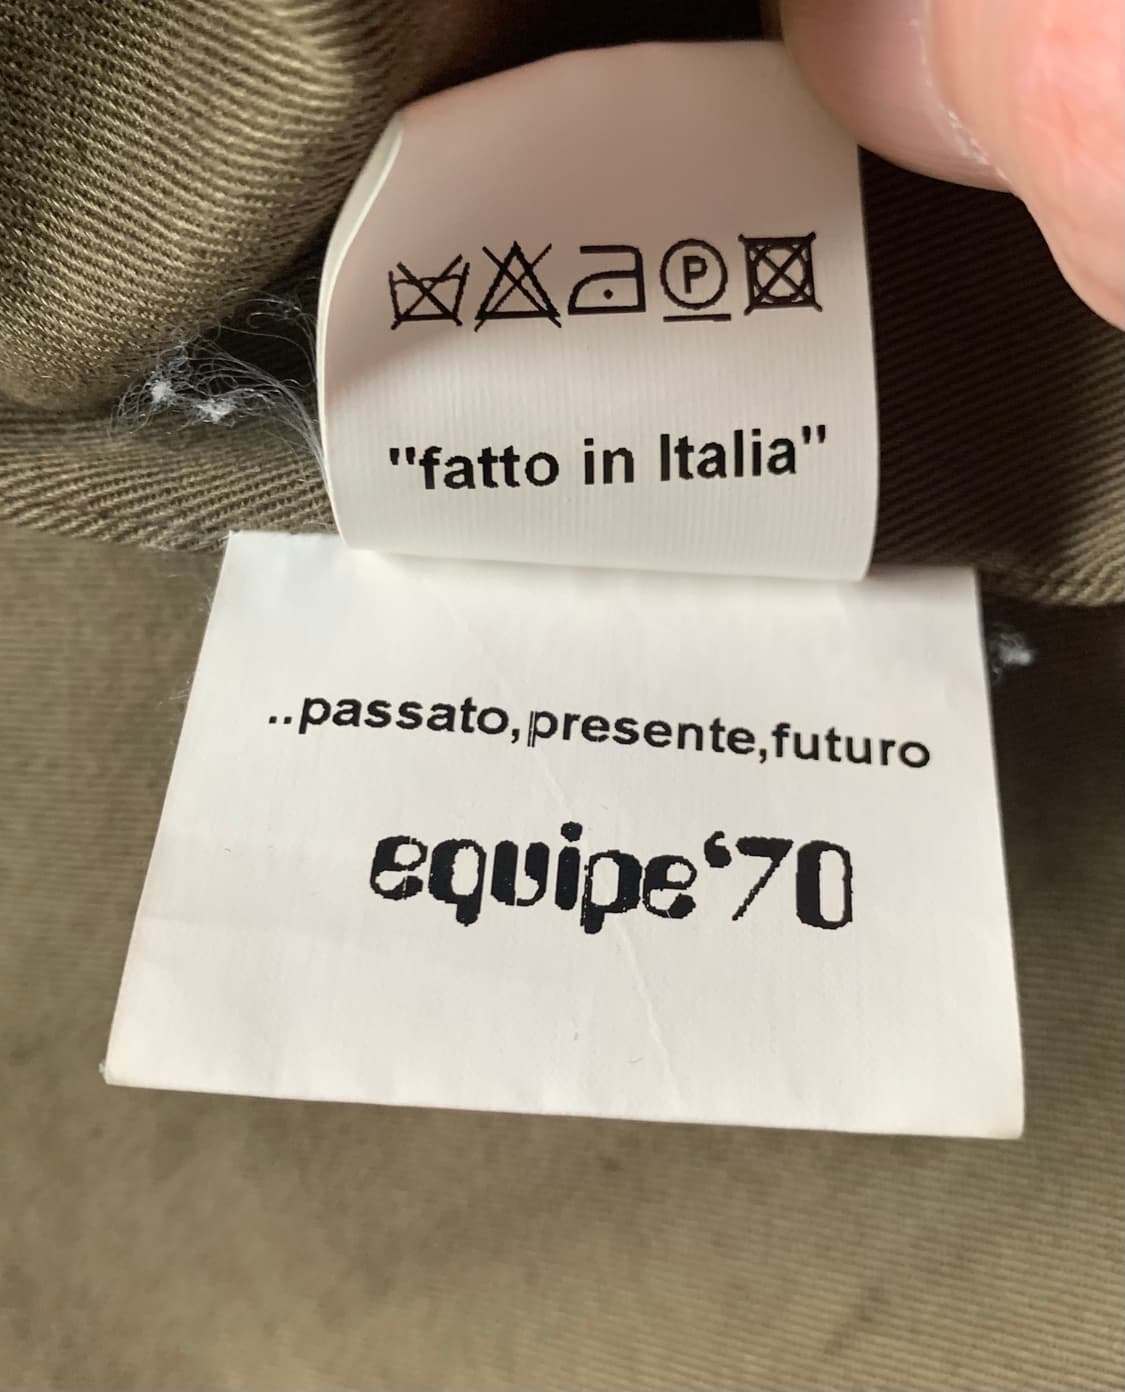 P
"fatto in Italia"
..passato,presente,futuro
equipe‘70